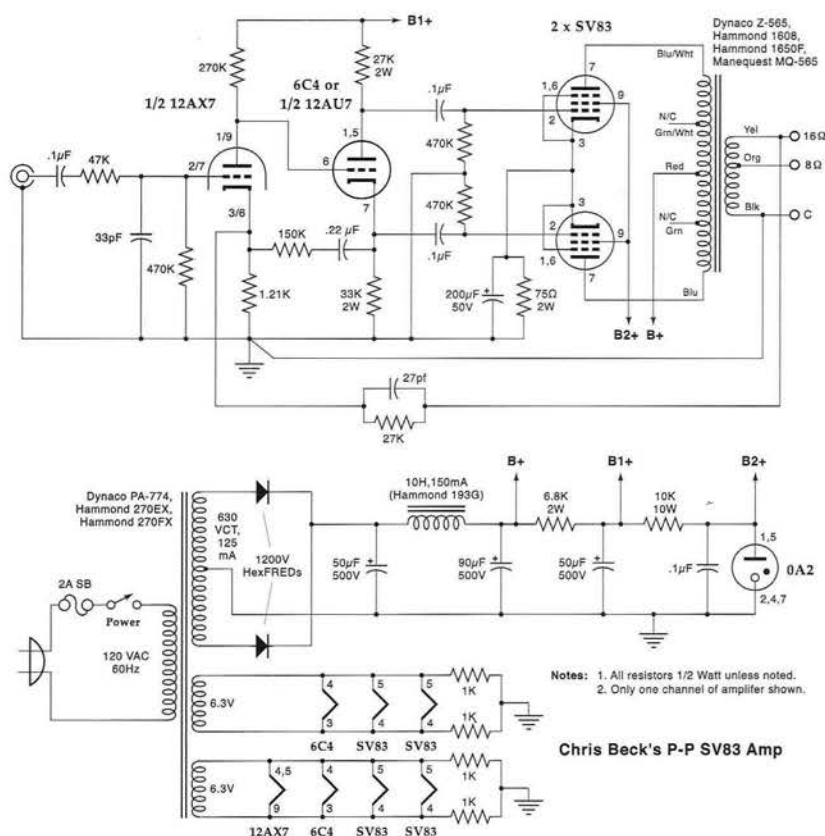 B1+
2 x SV83
Dynaco Z-565,
Hammond 1608,
Hammond 1650F,
Manequest MQ-565
270K
27K
2W
6C4 or
1/2 12AU7
1/2 12AX7
Blu/Wht
7
1,6
9
2
3
.1µF
1/9
1,5
N/C
Grn/Wht
Yel
16Ω
.1µF
47K
2/7
6
470K
Red
Org
8Ω
3/6
7
470K
3
2
9
1,6
7
Blk
C
33pF
150K
.22 µF
.1µF
N/C
Grn
470K
1.21K
33K
2W
200µF
50V
75Ω
2W
Blu
B2+
B+
27pf
27K
Dynaco PA-774,
Hammond 270EX,
Hammond 270FX
10H,150mA
(Hammond 193G)
B+
B1+
B2+
630
VCT,
125
mA
6.8K
2W
10K
10W
1200V
HexFREDs
50µF
500V
90µF
500V
50µF
500V
.1µF
1,5
0A2
2,4,7
2A SB
Power
120 VAC
60Hz
6.3V
4
5
5
3
4
4
6C4
SV83
SV83
1K
1K
Notes: 1. All resistors 1/2 Watt unless noted.
2. Only one channel of amplifer shown.
Chris Beck's P-P SV83 Amp
6.3V
4,5
4
5
5
9
3
4
4
12AX7
6C4
SV83
SV83
1K
1K